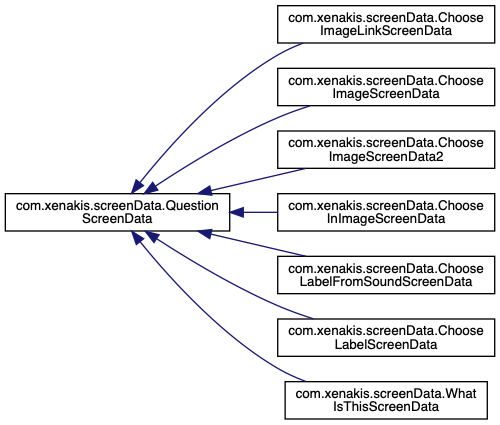 com.xenakis.screenData.Choose
ImageLinkScreenData
com.xenakis.screenData.Choose
ImageScreenData
com.xenakis.screenData.Choose
ImageScreenData2
com.xenakis.screenData.Question
ScreenData
com.xenakis.screenData.Choose
InImageScreenData
com.xenakis.screenData.Choose
LabelFromSoundScreenData
com.xenakis.screenData.Choose
LabelScreenData
com.xenakis.screenData.What
IsThisScreenData